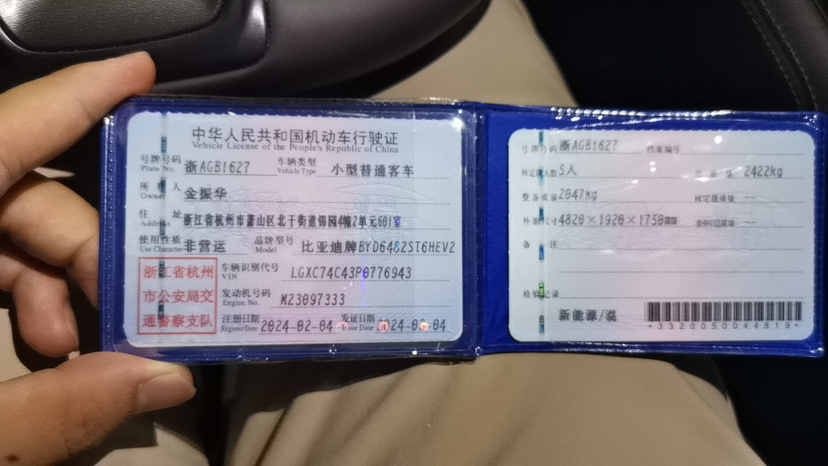 中华人民共和国机动车行驶证
Vehicle License of the People's Republic of China
号牌号码 浙AGB1627 车辆类型 小型普通客车
Plate No. Vehicle Type
所有人 金振华
Owner
住址 浙江省杭州市萧山区北干街道锦园4幢2单元601室
Address
使用性质 非营运 品牌型号 比亚迪牌BYD6482ST6HEV2
Use Character Model
浙江省杭州
市公安局交
通警察支队
车辆识别代号 LGXC74C43P0776943
VIN
发动机号码 M23097333
Engine No.
注册日期 2024-02-04 发证日期 2024-02-04
Register Date Issue Date
号牌号码 浙AGB1627 档案编号
核定载人数 5人 总质量 2422kg
整备质量 2047kg 核定载质量 --
外廓尺寸 4820×1920×1750mm --
备注
检验记录
新能源/混
*3320050044819*